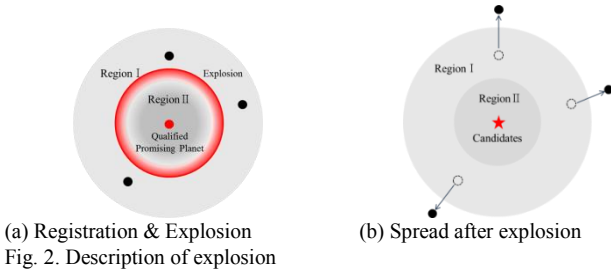 Region I
Explosion
Region II
Qualified
Promising Planet
Region I
Region II
Candidates
(a) Registration & Explosion
(b) Spread after explosion
Fig. 2. Description of explosion